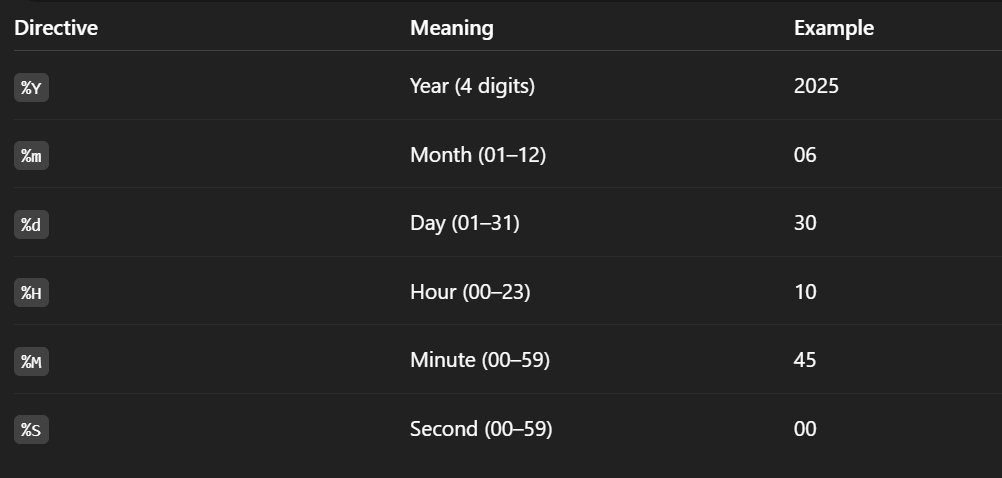 Directive Meaning Example
%Y Year (4 digits) 2025
%m Month (01–12) 06
%d Day (01–31) 30
%H Hour (00–23) 10
%M Minute (00–59) 45
%S Second (00–59) 00